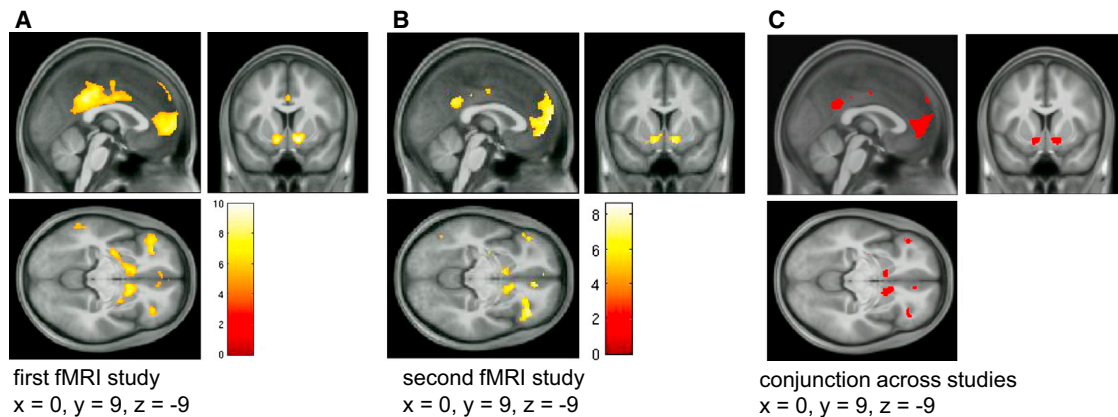 A
B
C
10
8
6
4
2
0
8
6
4
2
0
first fMRI study
x = 0, y = 9, z = -9
second fMRI study
x = 0, y = 9, z = -9
conjunction across studies
x = 0, y = 9, z = -9